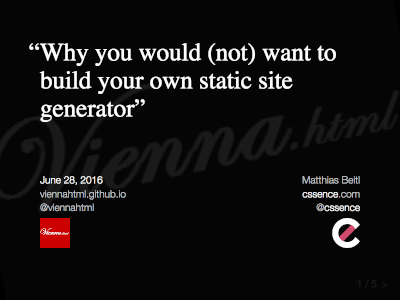 “Why you would (not) want to
build your own static site
generator”
Vienna.html
June 28, 2016
viennahtml.github.io
@viennahtml
Matthias Beitl
cssence.com
@cssence
Vienna.html
1 / 5 >